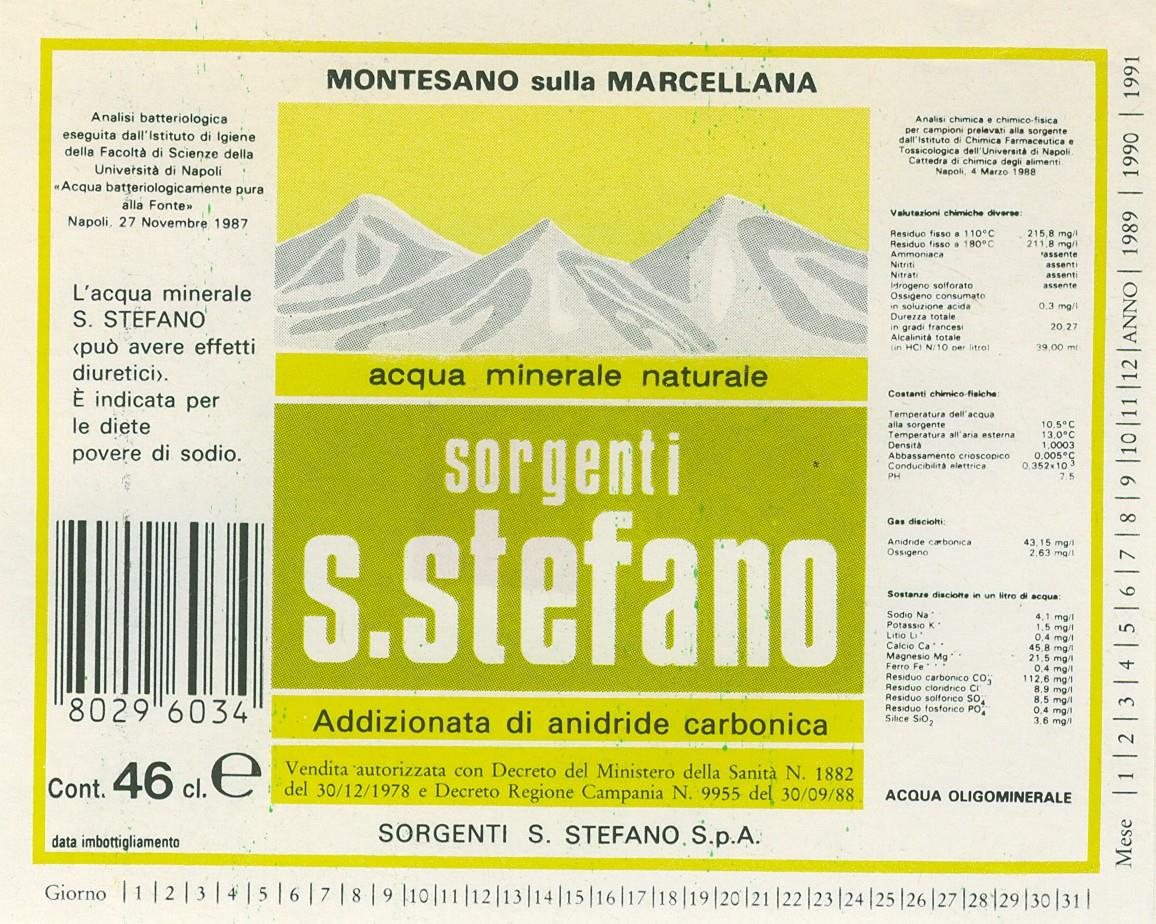 MONTESANO sulla MARCELLANA
Analisi batteriologica
eseguita dall'Istituto di Igiene
della Facoltà di Scienze della
Università di Napoli
«Acqua batteriologicamente pura
alla Fonte»
Napoli, 27 Novembre 1987
L'acqua minerale
S. STEFANO
‹può avere effetti
diuretici›.
È indicata per
le diete
povere di sodio.
8029 6034
Cont. 46 cl. e
data imbottigliamento
acqua minerale naturale
sorgenti
s.stefano
Addizionata di anidride carbonica
Vendita autorizzata con Decreto del Ministero della Sanità N. 1882
del 30/12/1978 e Decreto Regione Campania N. 9955 del 30/09/88
SORGENTI S. STEFANO S.p.A.
Analisi chimica e chimico-fisica
per campioni prelevati alla sorgente
dall'Istituto di Chimica Farmaceutica e
Tossicologica dell'Università di Napoli.
Cattedra di chimica degli alimenti.
Napoli, 4 Marzo 1988
Valutazioni chimiche diverse:
Residuo fisso a 110°C 215,8 mg/l
Residuo fisso a 180°C 211,8 mg/l
Ammoniaca assente
Nitriti assenti
Nitrati assenti
Idrogeno solforato assente
Ossigeno consumato
in soluzione acida 0,3 mg/l
Durezza totale
in gradi francesi 20,27
Alcalinità totale
(in HCl N/10 per litro) 39,00 ml
Costanti chimico-fisiche:
Temperatura dell'acqua
alla sorgente 10,5°C
Temperatura all'aria esterna 13,0°C
Densità 1,0003
Abbassamento crioscopico 0,005°C
Conducibilità elettrica 0,352x10³
PH 7.5
Gas disciolti:
Anidride carbonica 43,15 mg/l
Ossigeno 2,63 mg/l
Sostanze disciolte in un litro di acqua:
Sodio Na˙ 4,1 mg/l
Potassio K˙ 1,5 mg/l
Litio Li˙ 0,4 mg/l
Calcio Ca˙˙ 45,8 mg/l
Magnesio Mg˙˙ 21,5 mg/l
Ferro Fe˙˙˙ 0,4 mg/l
Residuo carbonico CO₃ 112,6 mg/l
Residuo cloridrico Cl 8,9 mg/l
Residuo solforico SO₄ 8,5 mg/l
Residuo fosforico PO₄ 0,4 mg/l
Silice SiO₂ 3,6 mg/l
ACQUA OLIGOMINERALE
Mese | 1 | 2 | 3 | 4 | 5 | 6 | 7 | 8 | 9 |10|11|12|ANNO| 1989 | 1990 | 1991
Giorno | 1 | 2 | 3 | 4 | 5 | 6 | 7 | 8 | 9 |10|11|12|13|14|15|16|17|18|19|20|21|22|23|24|25|26|27|28|29|30|31|